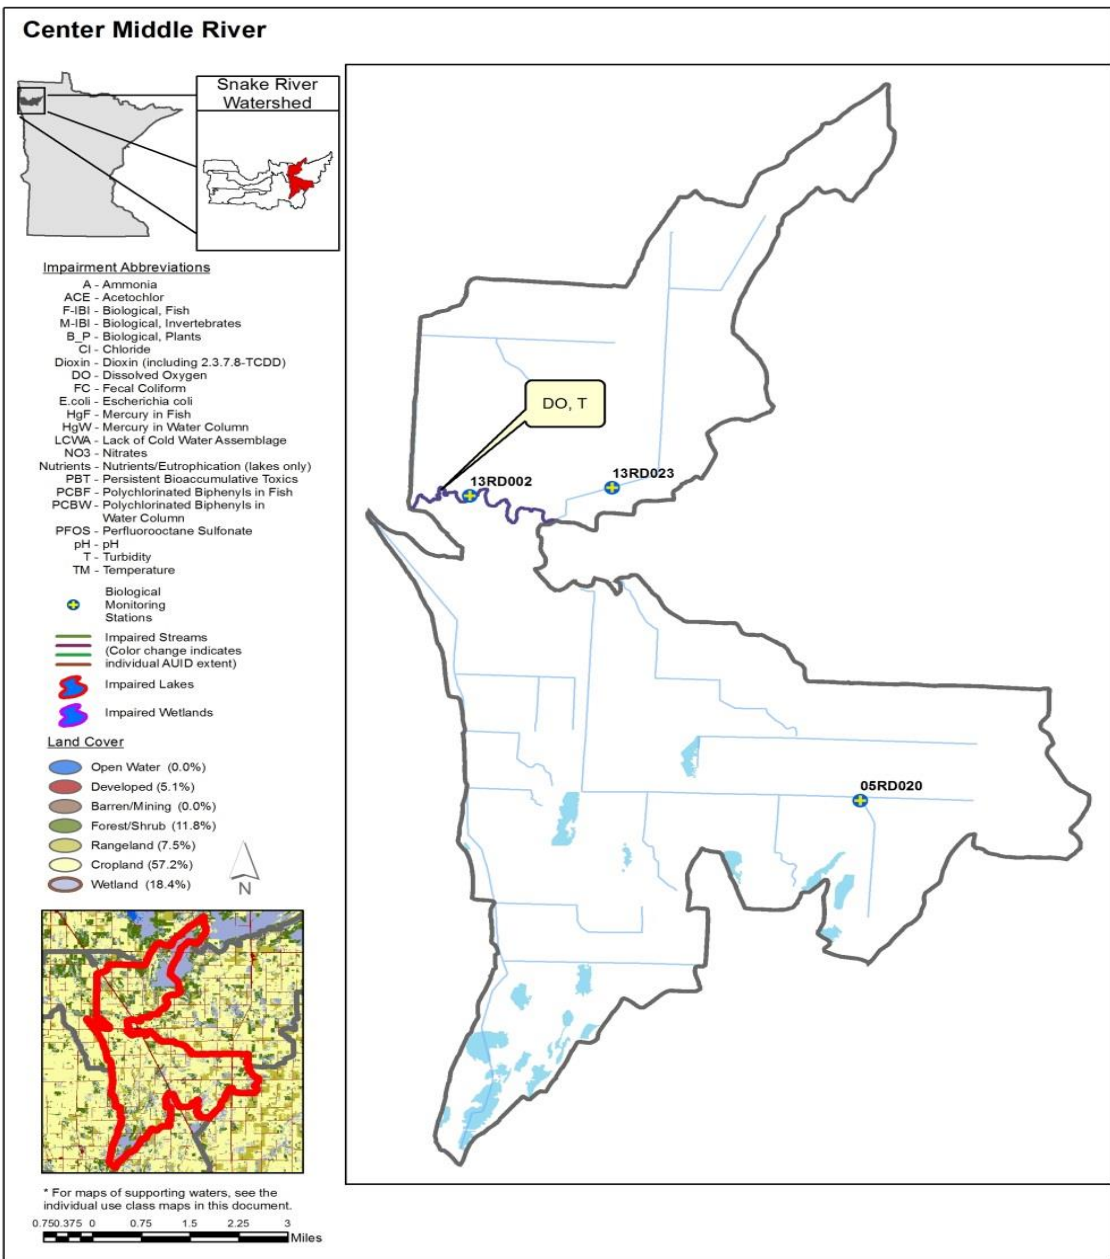 Center Middle River
Snake River
Watershed
Impairment Abbreviations
A - Ammonia
ACE - Acetochlor
F-IBI - Biological, Fish
M-IBI - Biological, Invertebrates
B_P - Biological, Plants
Cl - Chloride
Dioxin - Dioxin (including 2.3.7.8-TCDD)
DO - Dissolved Oxygen
FC - Fecal Coliform
E.coli - Escherichia coli
HgF - Mercury in Fish
HgW - Mercury in Water Column
LCWA - Lack of Cold Water Assemblage
NO3 - Nitrates
Nutrients - Nutrients/Eutrophication (lakes only)
PBT - Persistent Bioaccumulative Toxics
PCBF - Polychlorinated Biphenyls in Fish
PCBW - Polychlorinated Biphenyls in
Water Column
PFOS - Perfluorooctane Sulfonate
pH - pH
T - Turbidity
TM - Temperature
Biological
Monitoring
Stations
Impaired Streams
(Color change indicates
individual AUID extent)
Impaired Lakes
Impaired Wetlands
Land Cover
Open Water (0.0%)
Developed (5.1%)
Barren/Mining (0.0%)
Forest/Shrub (11.8%)
Rangeland (7.5%)
Cropland (57.2%)
Wetland (18.4%)
N
* For maps of supporting waters, see the
individual use class maps in this document.
0.75 0.375 0 0.75 1.5 2.25 3
Miles
DO, T
13RD002
13RD023
05RD020